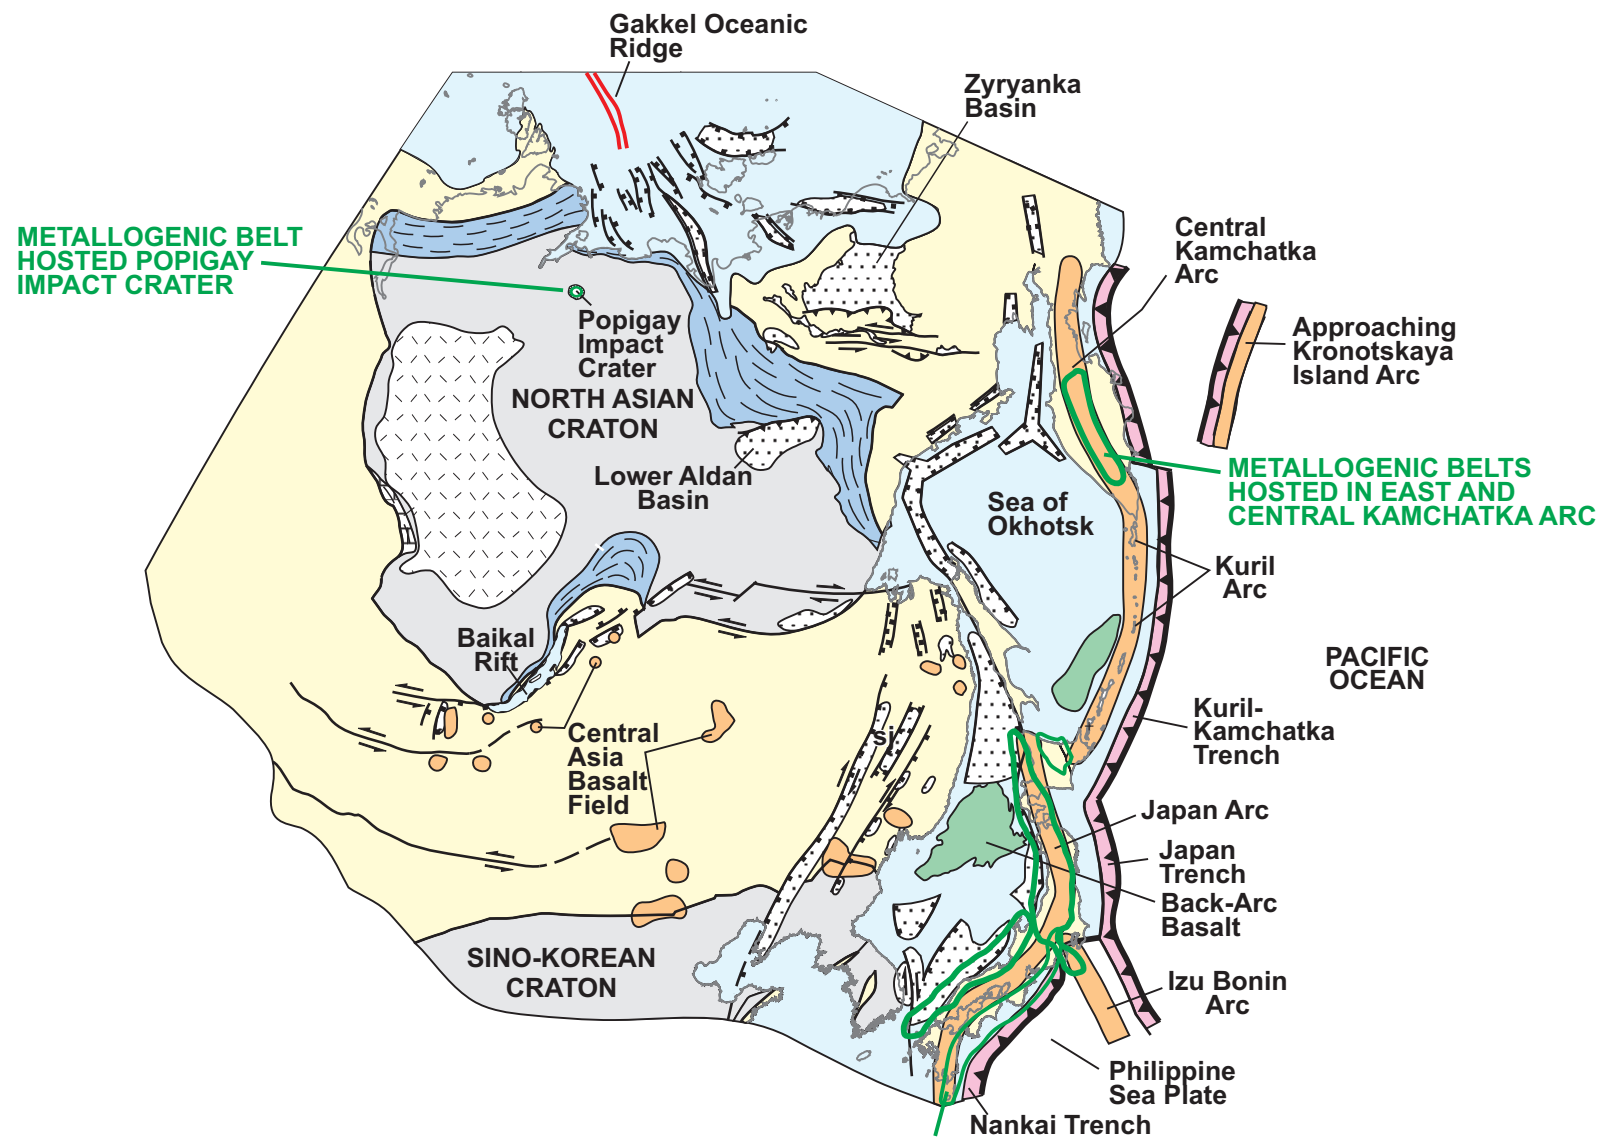 Gakkel Oceanic
Ridge
Zyryanka
Basin
METALLOGENIC BELT
HOSTED POPIGAY
IMPACT CRATER
Central
Kamchatka
Arc
Popigay
Impact
Crater
Approaching
Kronotskaya
Island Arc
NORTH ASIAN
CRATON
Lower Aldan
Basin
METALLOGENIC BELTS
HOSTED IN EAST AND
CENTRAL KAMCHATKA ARC
Sea of
Okhotsk
Kuril
Arc
Baikal
Rift
PACIFIC
OCEAN
Kuril-
Kamchatka
Trench
Central
Asia
Basalt
Field
sj
Japan Arc
Japan
Trench
Back-Arc
Basalt
SINO-KOREAN
CRATON
Izu Bonin
Arc
Philippine
Sea Plate
Nankai Trench